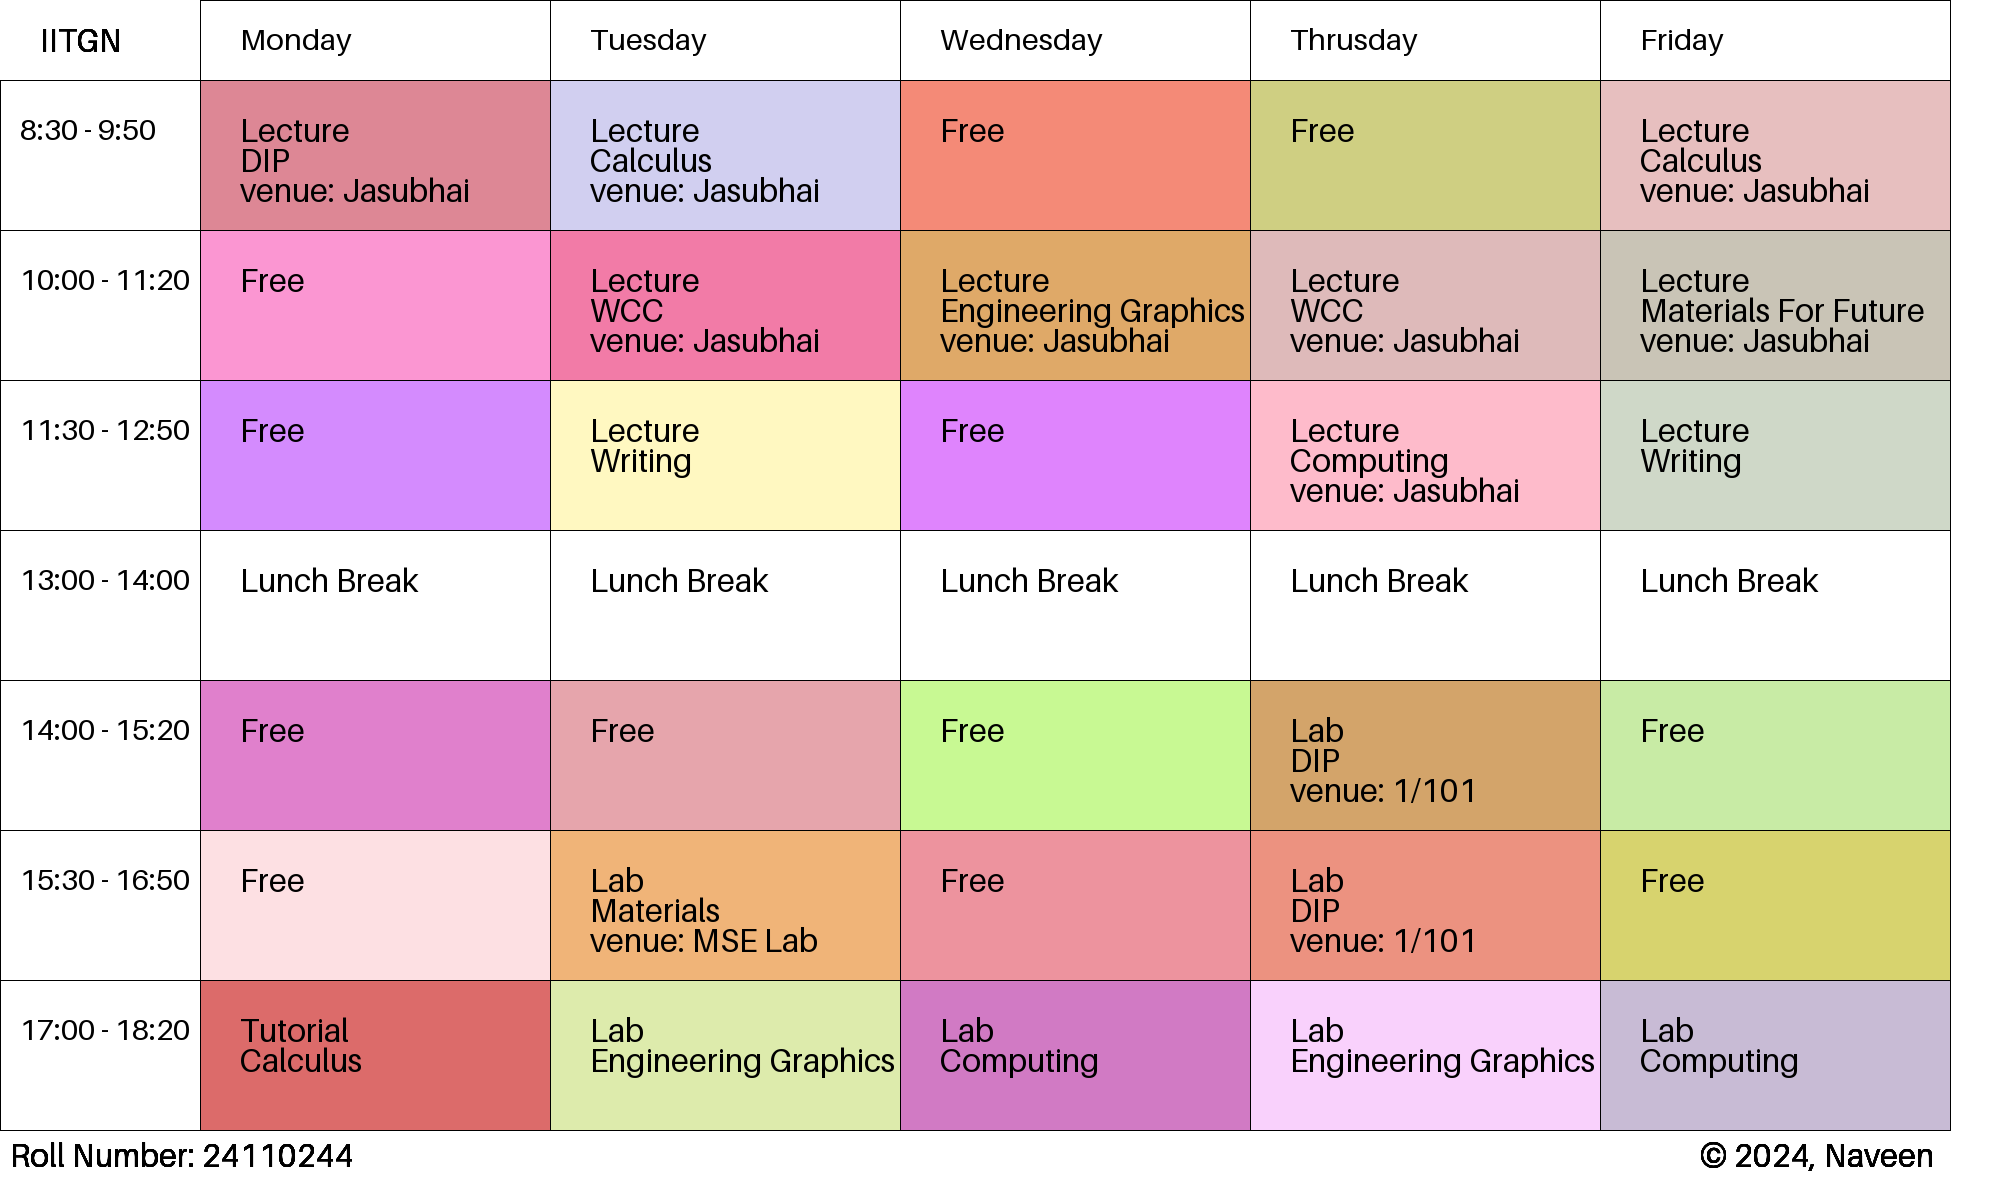 IITGN
Monday
Tuesday
Wednesday
Thrusday
Friday
8:30 - 9:50
Lecture
DIP
venue: Jasubhai
Lecture
Calculus
venue: Jasubhai
Free
Free
Lecture
Calculus
venue: Jasubhai
10:00 - 11:20
Free
Lecture
WCC
venue: Jasubhai
Lecture
Engineering Graphics
venue: Jasubhai
Lecture
WCC
venue: Jasubhai
Lecture
Materials For Future
venue: Jasubhai
11:30 - 12:50
Free
Lecture
Writing
Free
Lecture
Computing
venue: Jasubhai
Lecture
Writing
13:00 - 14:00
Lunch Break
Lunch Break
Lunch Break
Lunch Break
Lunch Break
14:00 - 15:20
Free
Free
Free
Lab
DIP
venue: 1/101
Free
15:30 - 16:50
Free
Lab
Materials
venue: MSE Lab
Free
Lab
DIP
venue: 1/101
Free
17:00 - 18:20
Tutorial
Calculus
Lab
Engineering Graphics
Lab
Computing
Lab
Engineering Graphics
Lab
Computing
Roll Number: 24110244
© 2024, Naveen